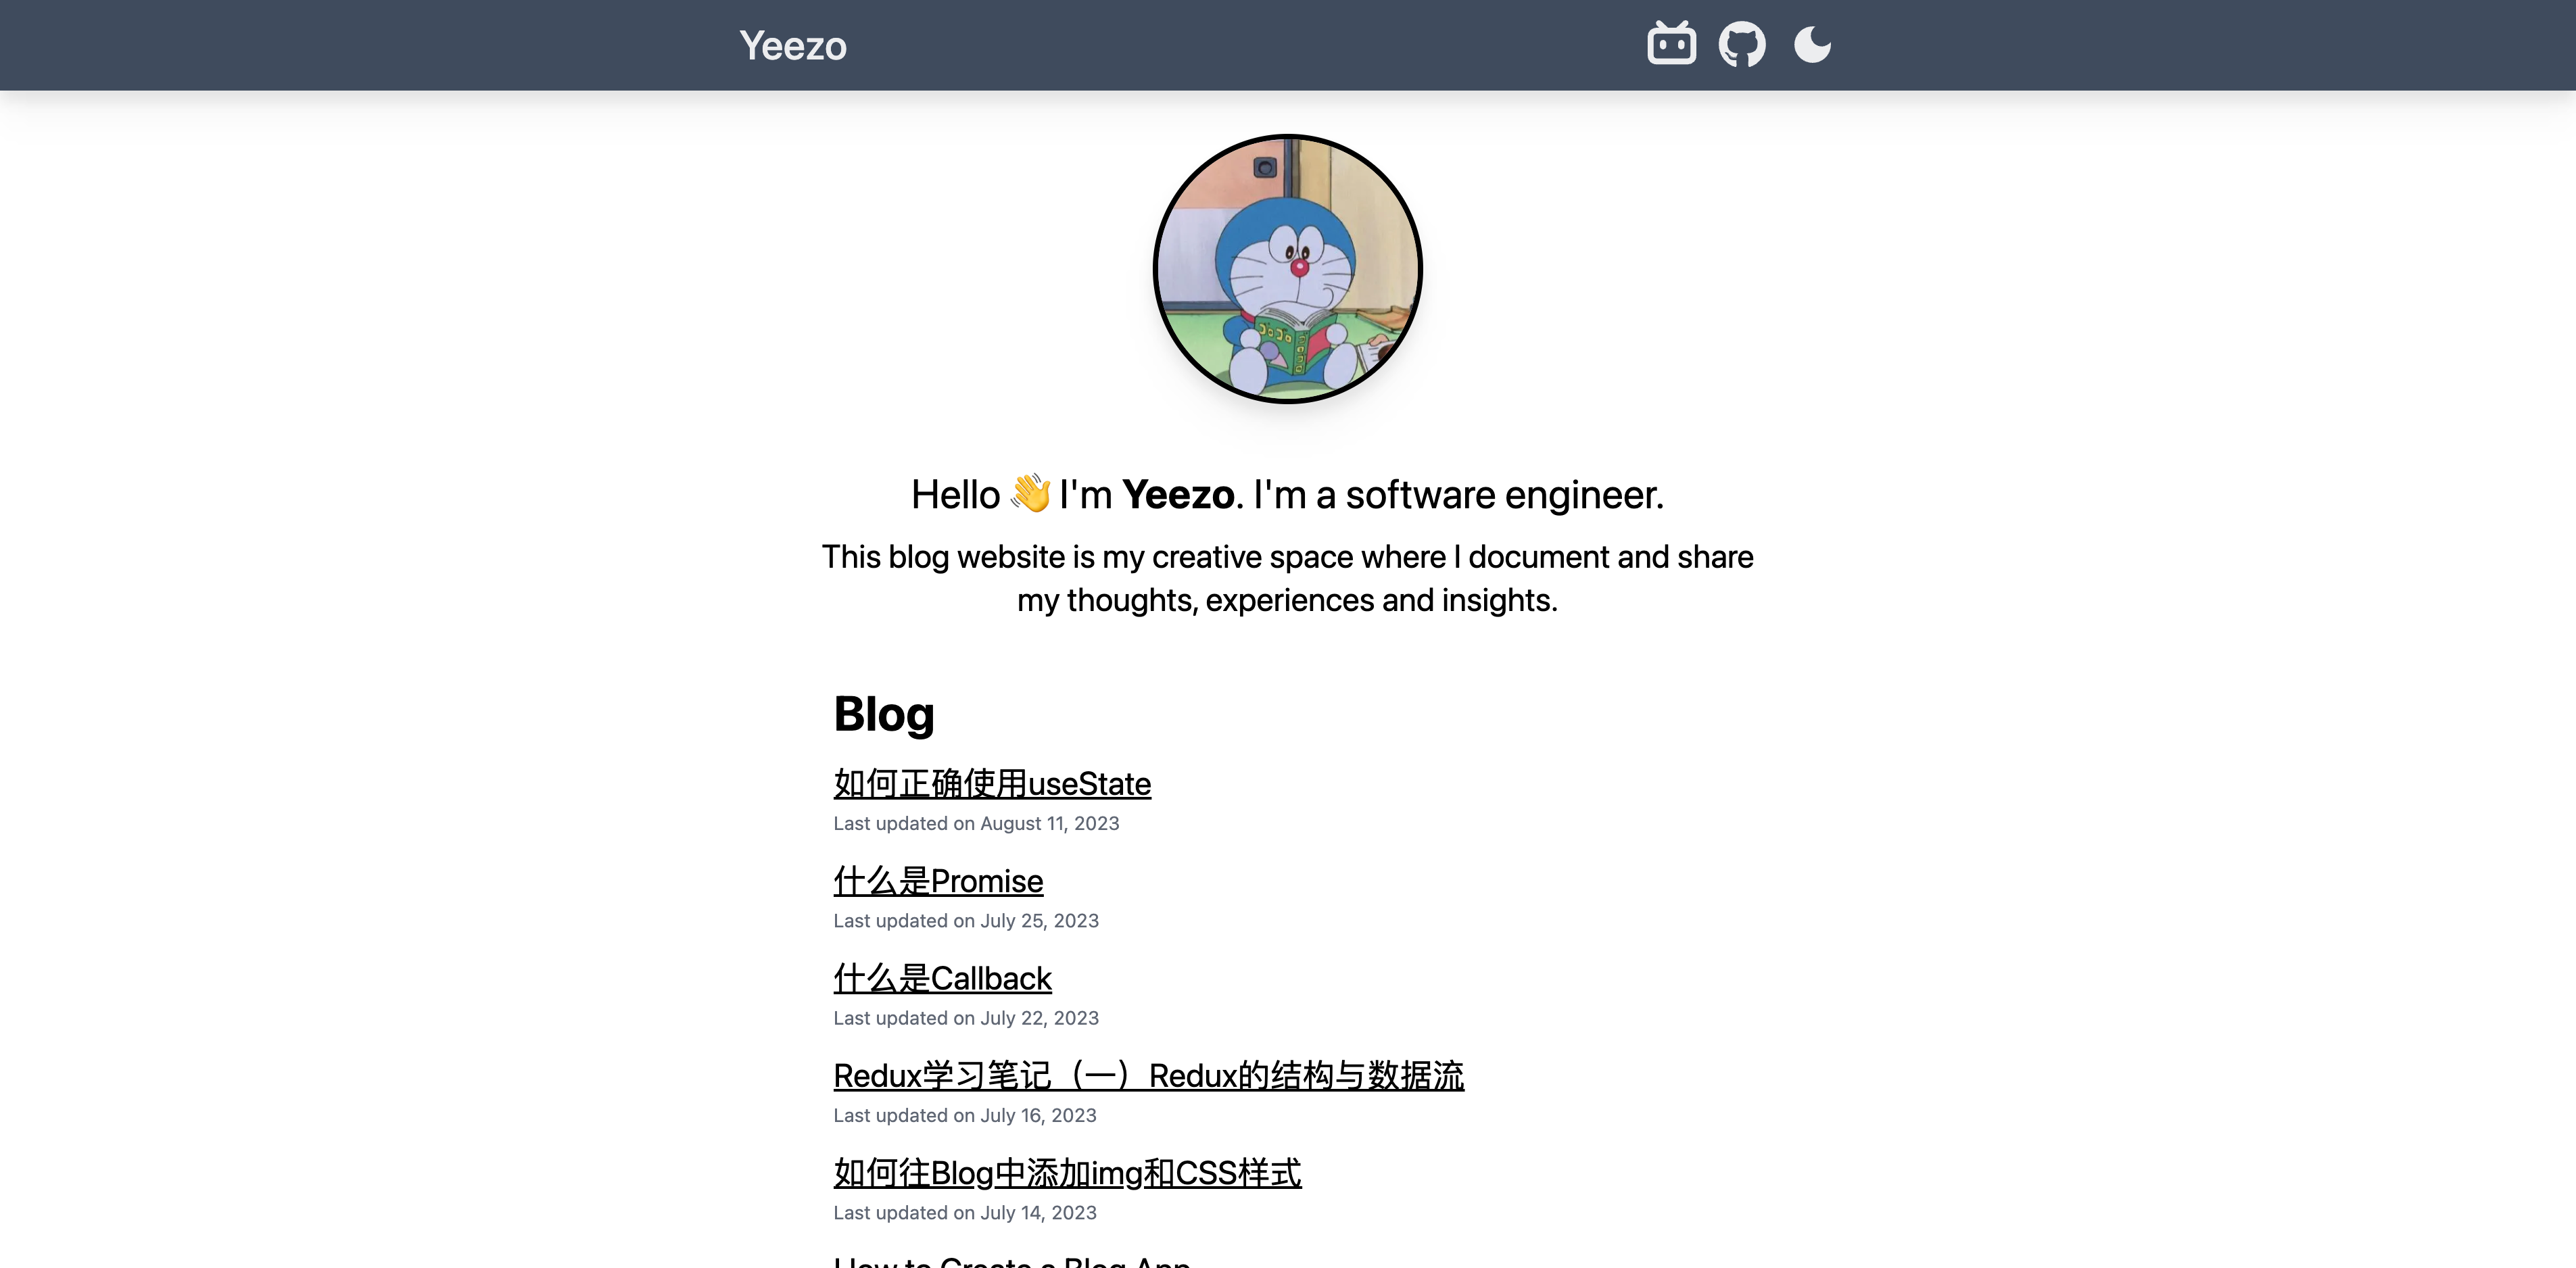 Yeezo
Hello 👋 I'm Yeezo. I'm a software engineer.
This blog website is my creative space where I document and share
my thoughts, experiences and insights.
Blog
如何正确使用useState
Last updated on August 11, 2023
什么是Promise
Last updated on July 25, 2023
什么是Callback
Last updated on July 22, 2023
Redux学习笔记（一）Redux的结构与数据流
Last updated on July 16, 2023
如何往Blog中添加img和CSS样式
Last updated on July 14, 2023
How to Create a Blog App